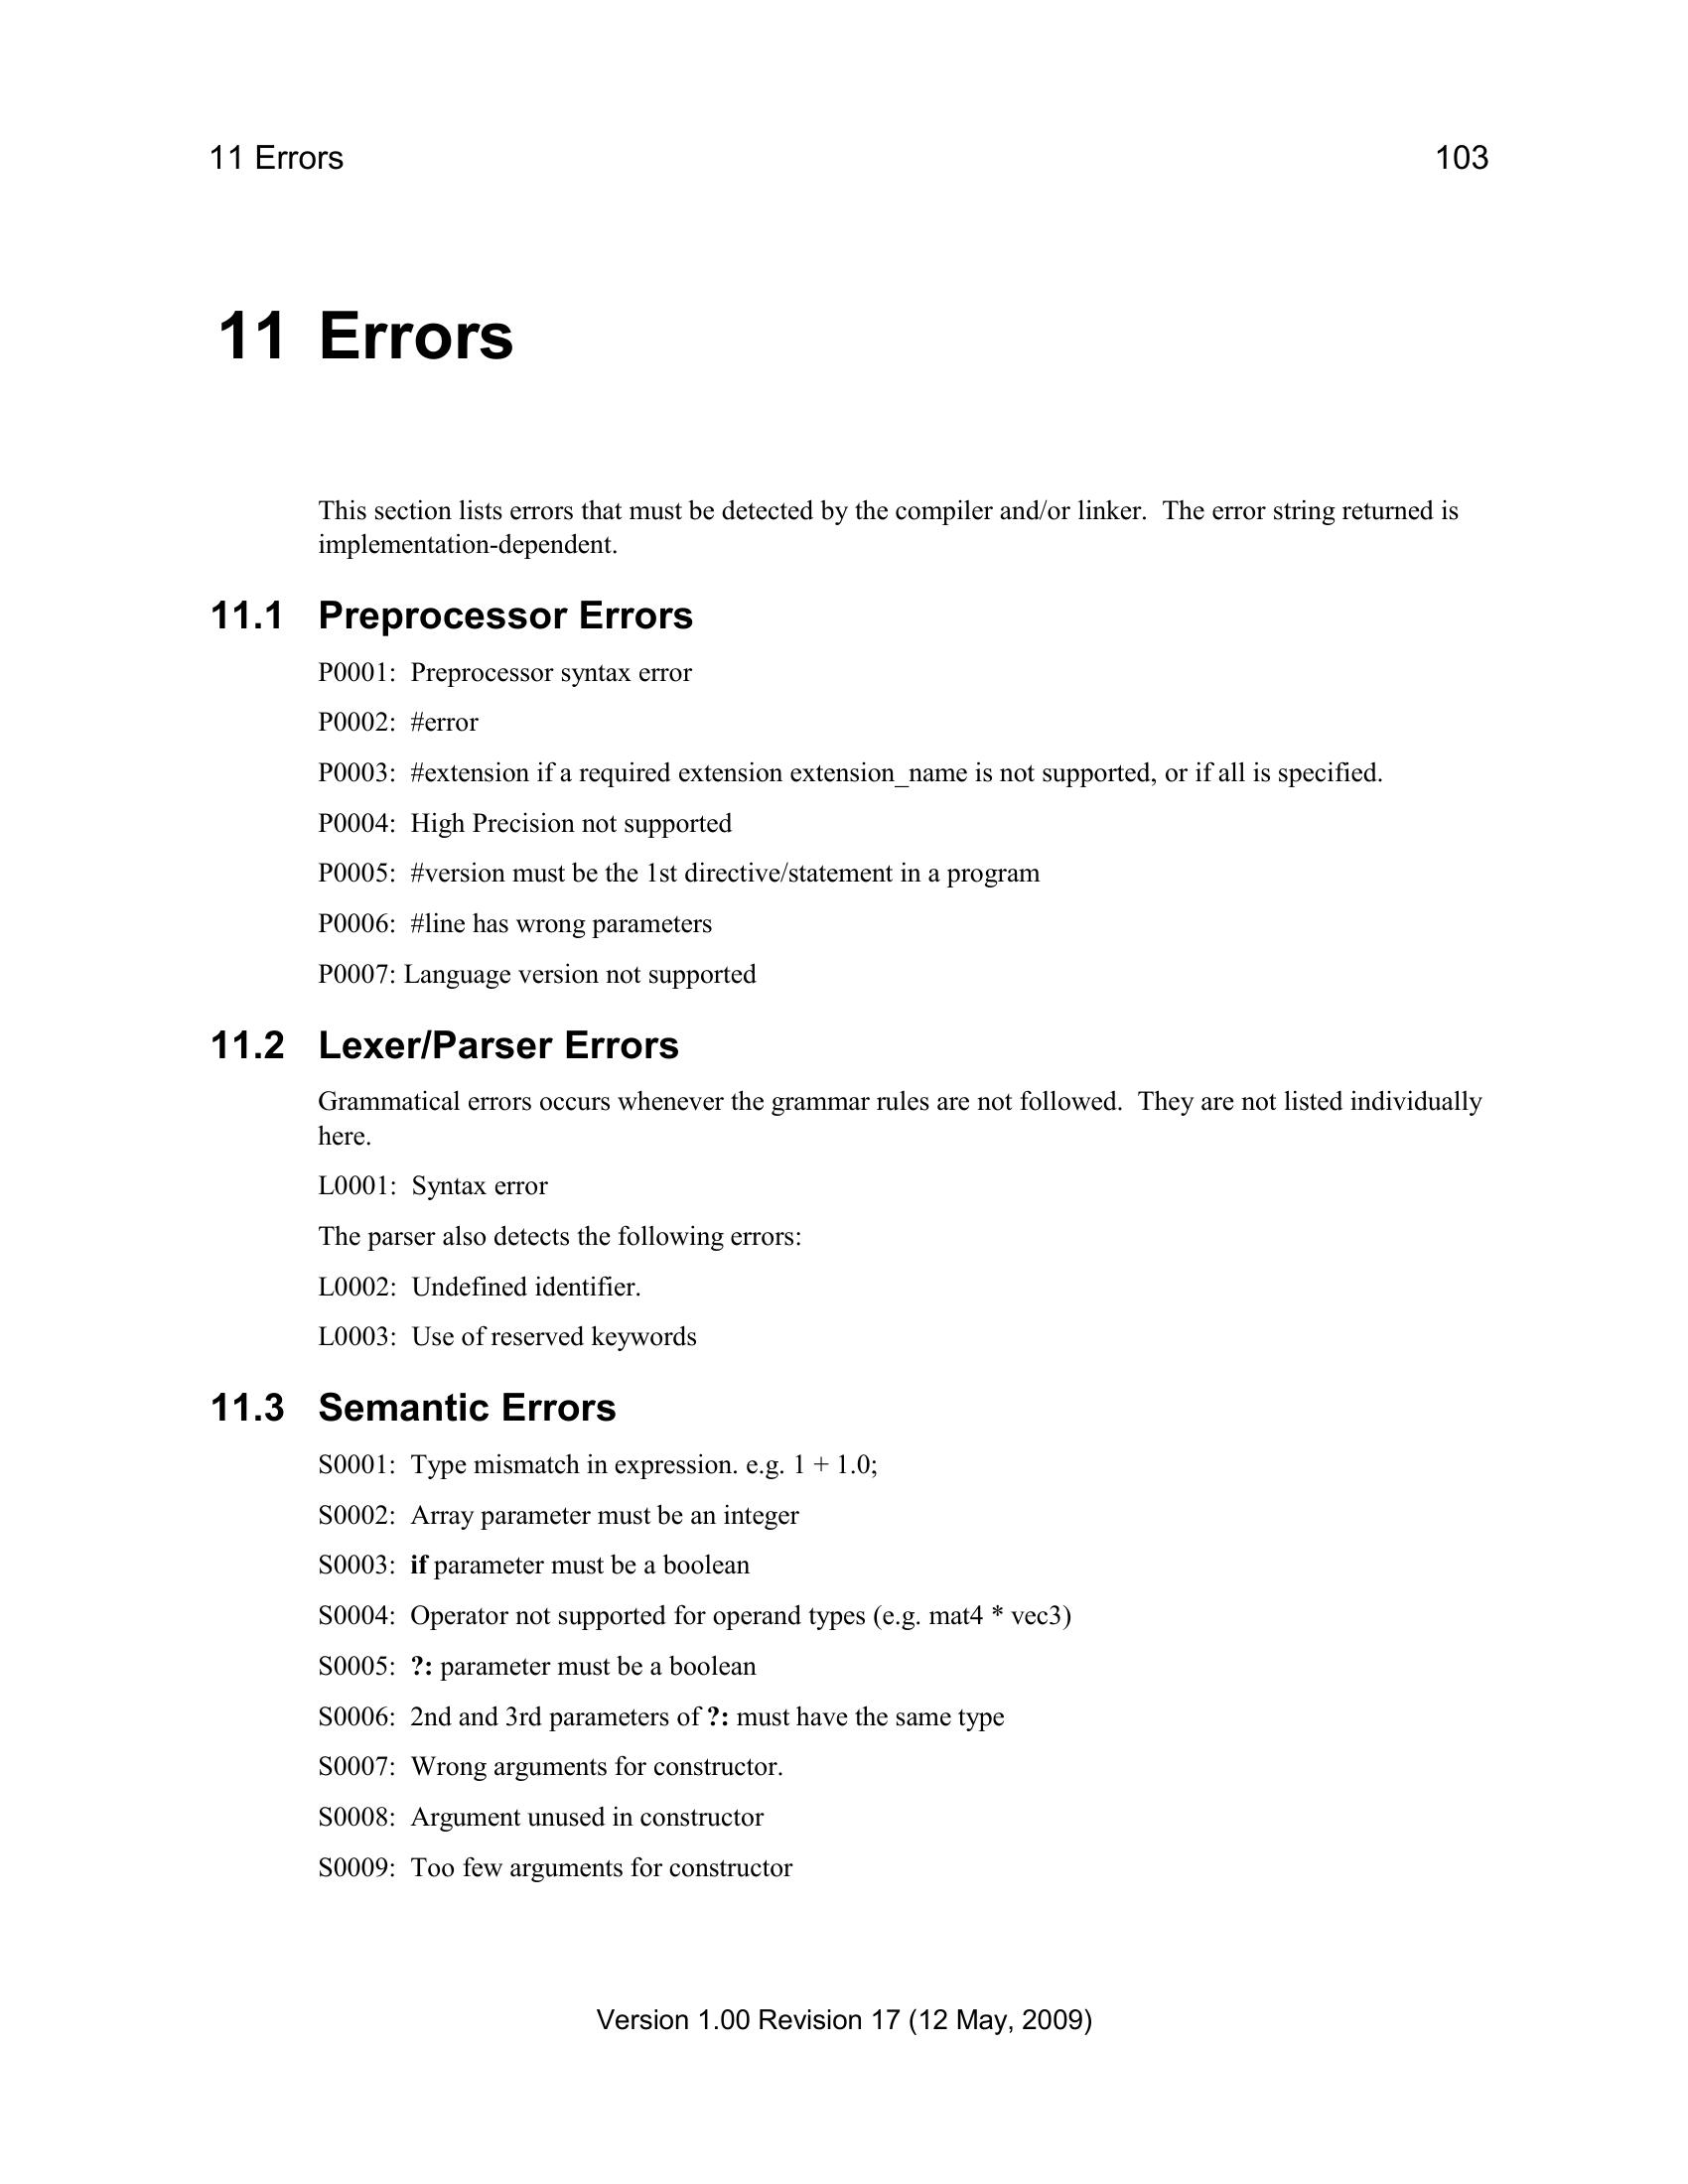 11 Errors 103
11 Errors
This section lists errors that must be detected by the compiler and/or linker.  The error string returned is
implementation-dependent.
11.1 Preprocessor Errors
P0001:  Preprocessor syntax error
P0002:  #error
P0003:  #extension if a required extension extension_name is not supported, or if all is specified.
P0004:  High Precision not supported
P0005:  #version must be the 1st directive/statement in a program
P0006:  #line has wrong parameters
P0007: Language version not supported
11.2 Lexer/Parser Errors
Grammatical errors occurs whenever the grammar rules are not followed.  They are not listed individually
here.
L0001:  Syntax error
The parser also detects the following errors:
L0002:  Undefined identifier.
L0003:  Use of reserved keywords
11.3 Semantic Errors
S0001:  Type mismatch in expression. e.g. 1 + 1.0;
S0002:  Array parameter must be an integer
S0003:  if parameter must be a boolean
S0004:  Operator not supported for operand types (e.g. mat4 * vec3)
S0005:  ?: parameter must be a boolean
S0006:  2nd and 3rd parameters of ?: must have the same type
S0007:  Wrong arguments for constructor.
S0008:  Argument unused in constructor
S0009:  Too few arguments for constructor
Version 1.00 Revision 17 (12 May, 2009)